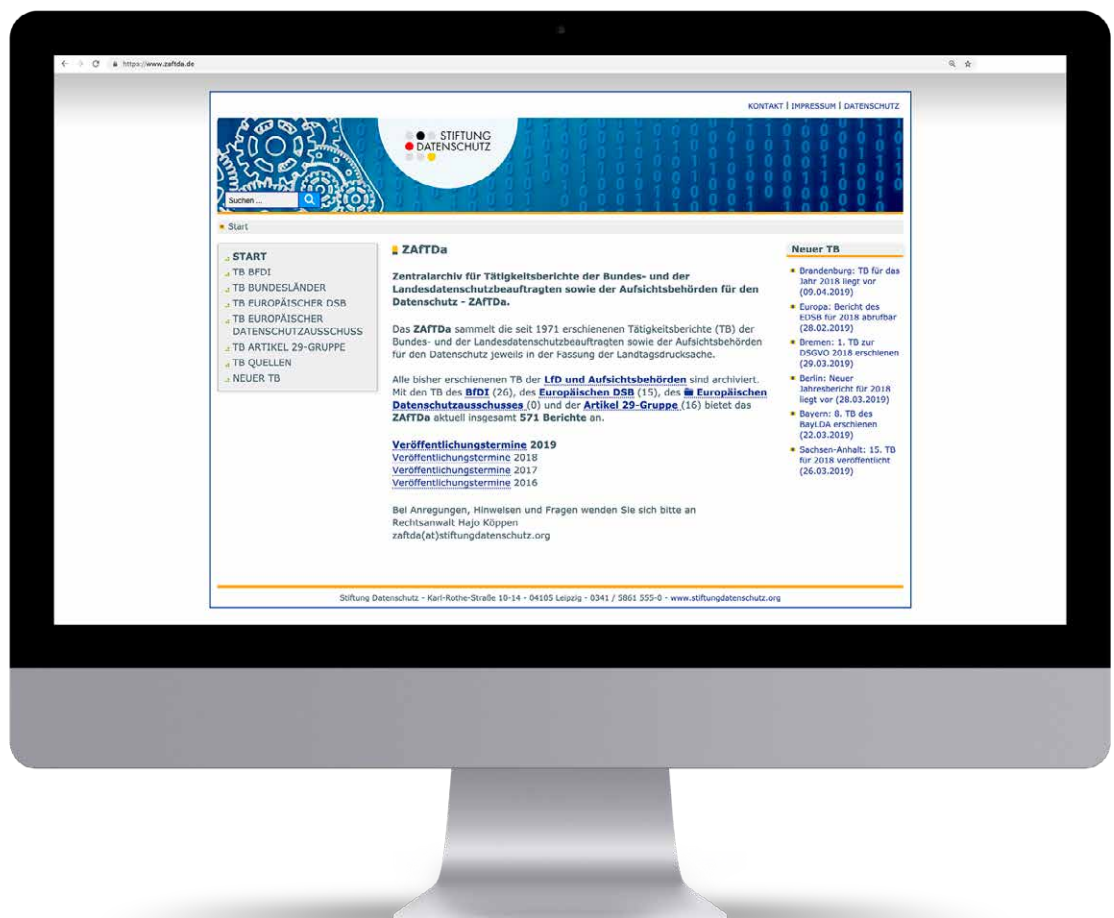 https://www.zaftda.de
KONTAKT | IMPRESSUM | DATENSCHUTZ
STIFTUNG
DATENSCHUTZ
Suchen ...
Start
START
TB BFDI
TB BUNDESLÄNDER
TB EUROPÄISCHER DSB
TB EUROPÄISCHER
DATENSCHUTZAUSSCHUSS
TB ARTIKEL 29-GRUPPE
TB QUELLEN
NEUER TB
ZAfTDa
Zentralarchiv für Tätigkeitsberichte der Bundes- und der
Landesdatenschutzbeauftragten sowie der Aufsichtsbehörden für den
Datenschutz - ZAfTDa.
Das ZAfTDa sammelt die seit 1971 erschienenen Tätigkeitsberichte (TB) der
Bundes- und der Landesdatenschutzbeauftragten sowie der Aufsichtsbehörden
für den Datenschutz jeweils in der Fassung der Landtagsdrucksache.
Alle bisher erschienenen TB der LfD und Aufsichtsbehörden sind archiviert.
Mit den TB des BfDI (26), des Europäischen DSB (15), des Europäischen
Datenschutzausschusses (0) und der Artikel 29-Gruppe (16) bietet das
ZAfTDa aktuell insgesamt 571 Berichte an.
Veröffentlichungstermine 2019
Veröffentlichungstermine 2018
Veröffentlichungstermine 2017
Veröffentlichungstermine 2016
Bei Anregungen, Hinweisen und Fragen wenden Sie sich bitte an
Rechtsanwalt Hajo Köppen
zaftda(at)stiftungdatenschutz.org
Neuer TB
Brandenburg: TB für das
Jahr 2018 liegt vor
(09.04.2019)
Europa: Bericht des
EDSB für 2018 abrufbar
(28.02.2019)
Bremen: 1. TB zur
DSGVO 2018 erschienen
(29.03.2019)
Berlin: Neuer
Jahresbericht für 2018
liegt vor (28.03.2019)
Bayern: 8. TB des
BayLDA erschienen
(22.03.2019)
Sachsen-Anhalt: 15. TB
für 2018 veröffentlicht
(26.03.2019)
Stiftung Datenschutz - Karl-Rothe-Straße 10-14 - 04105 Leipzig - 0341 / 5861 555-0 - www.stiftungdatenschutz.org